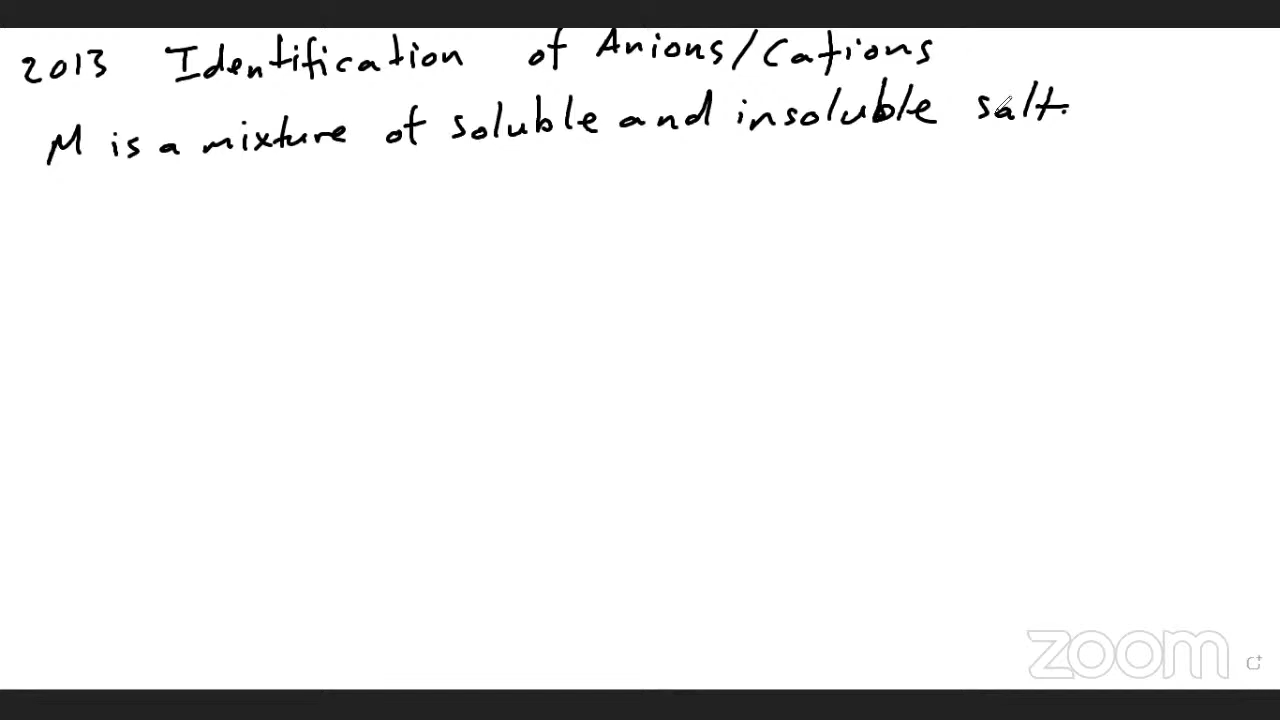 2013 Identification of Anions/Cations
M is a mixture of soluble and insoluble salt.
zoom